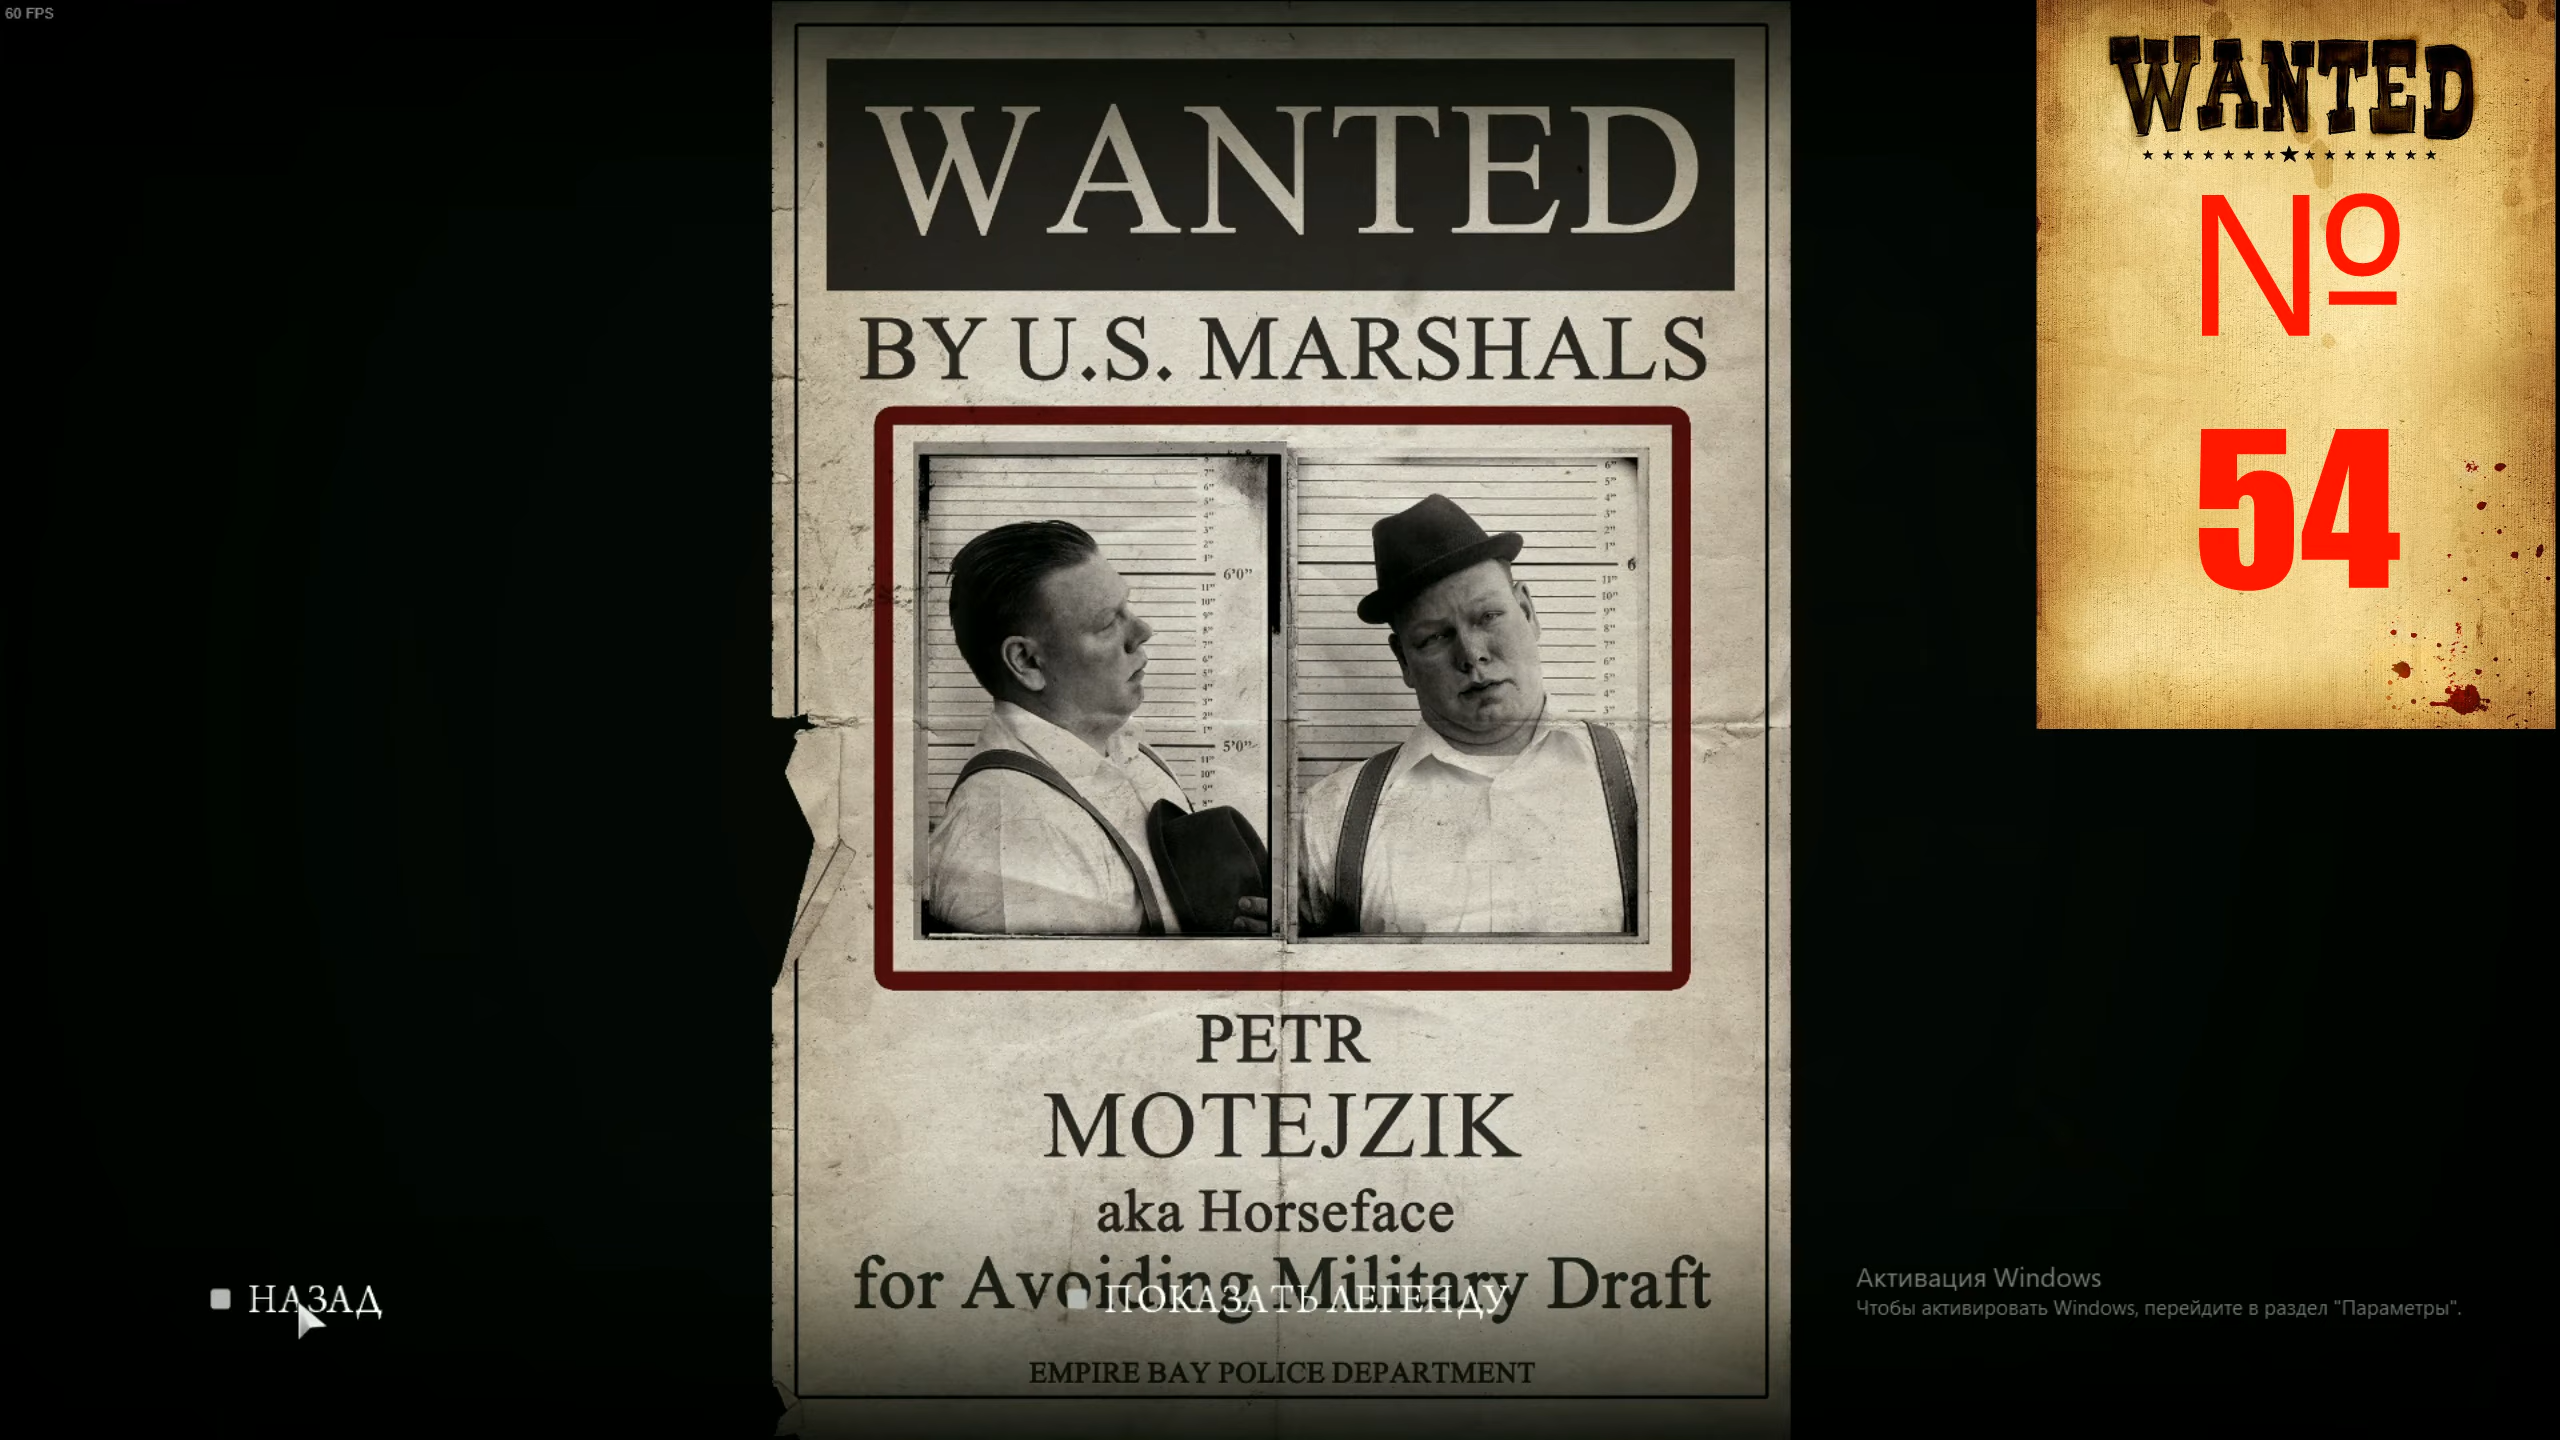 60 FPS
WANTED
BY U.S. MARSHALS
6'0"
5'0"
6
PETR
MOTEJZIK
aka Horseface
for Avoiding Military Draft
EMPIRE BAY POLICE DEPARTMENT
НАЗАД
ПОКАЗАТЬ ЛЕГЕНДУ
WANTED
№
54
Активация Windows
Чтобы активировать Windows, перейдите в раздел "Параметры".